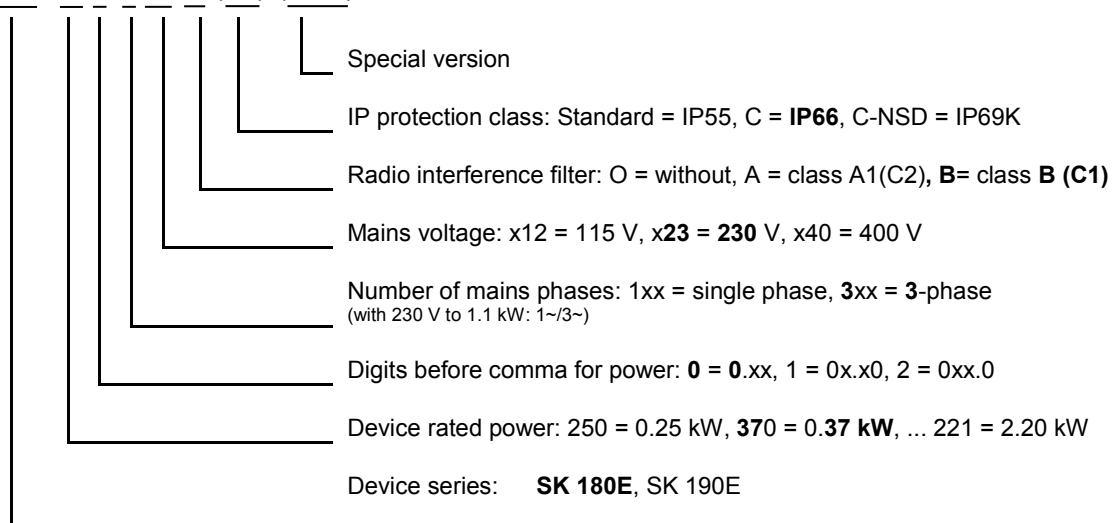 Special version
IP protection class: Standard = IP55, C = IP66, C-NSD = IP69K
Radio interference filter: O = without, A = class A1(C2), B= class B (C1)
Mains voltage: x12 = 115 V, x23 = 230 V, x40 = 400 V
Number of mains phases: 1xx = single phase, 3xx = 3-phase
(with 230 V to 1.1 kW: 1~/3~)
Digits before comma for power: 0 = 0.xx, 1 = 0x.x0, 2 = 0xx.0
Device rated power: 250 = 0.25 kW, 370 = 0.37 kW, ... 221 = 2.20 kW
Device series: SK 180E, SK 190E